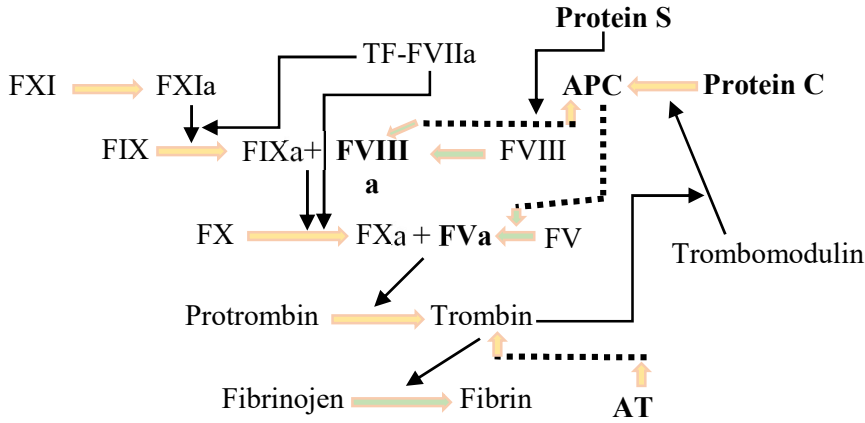 Protein S
TF-FVIIa
FXI FXIa APC Protein C
FIX FIXa+ FVIII
a FVIII
FX FXa + FVa FV
Trombomodulin
Protrombin Trombin
Fibrinojen Fibrin AT